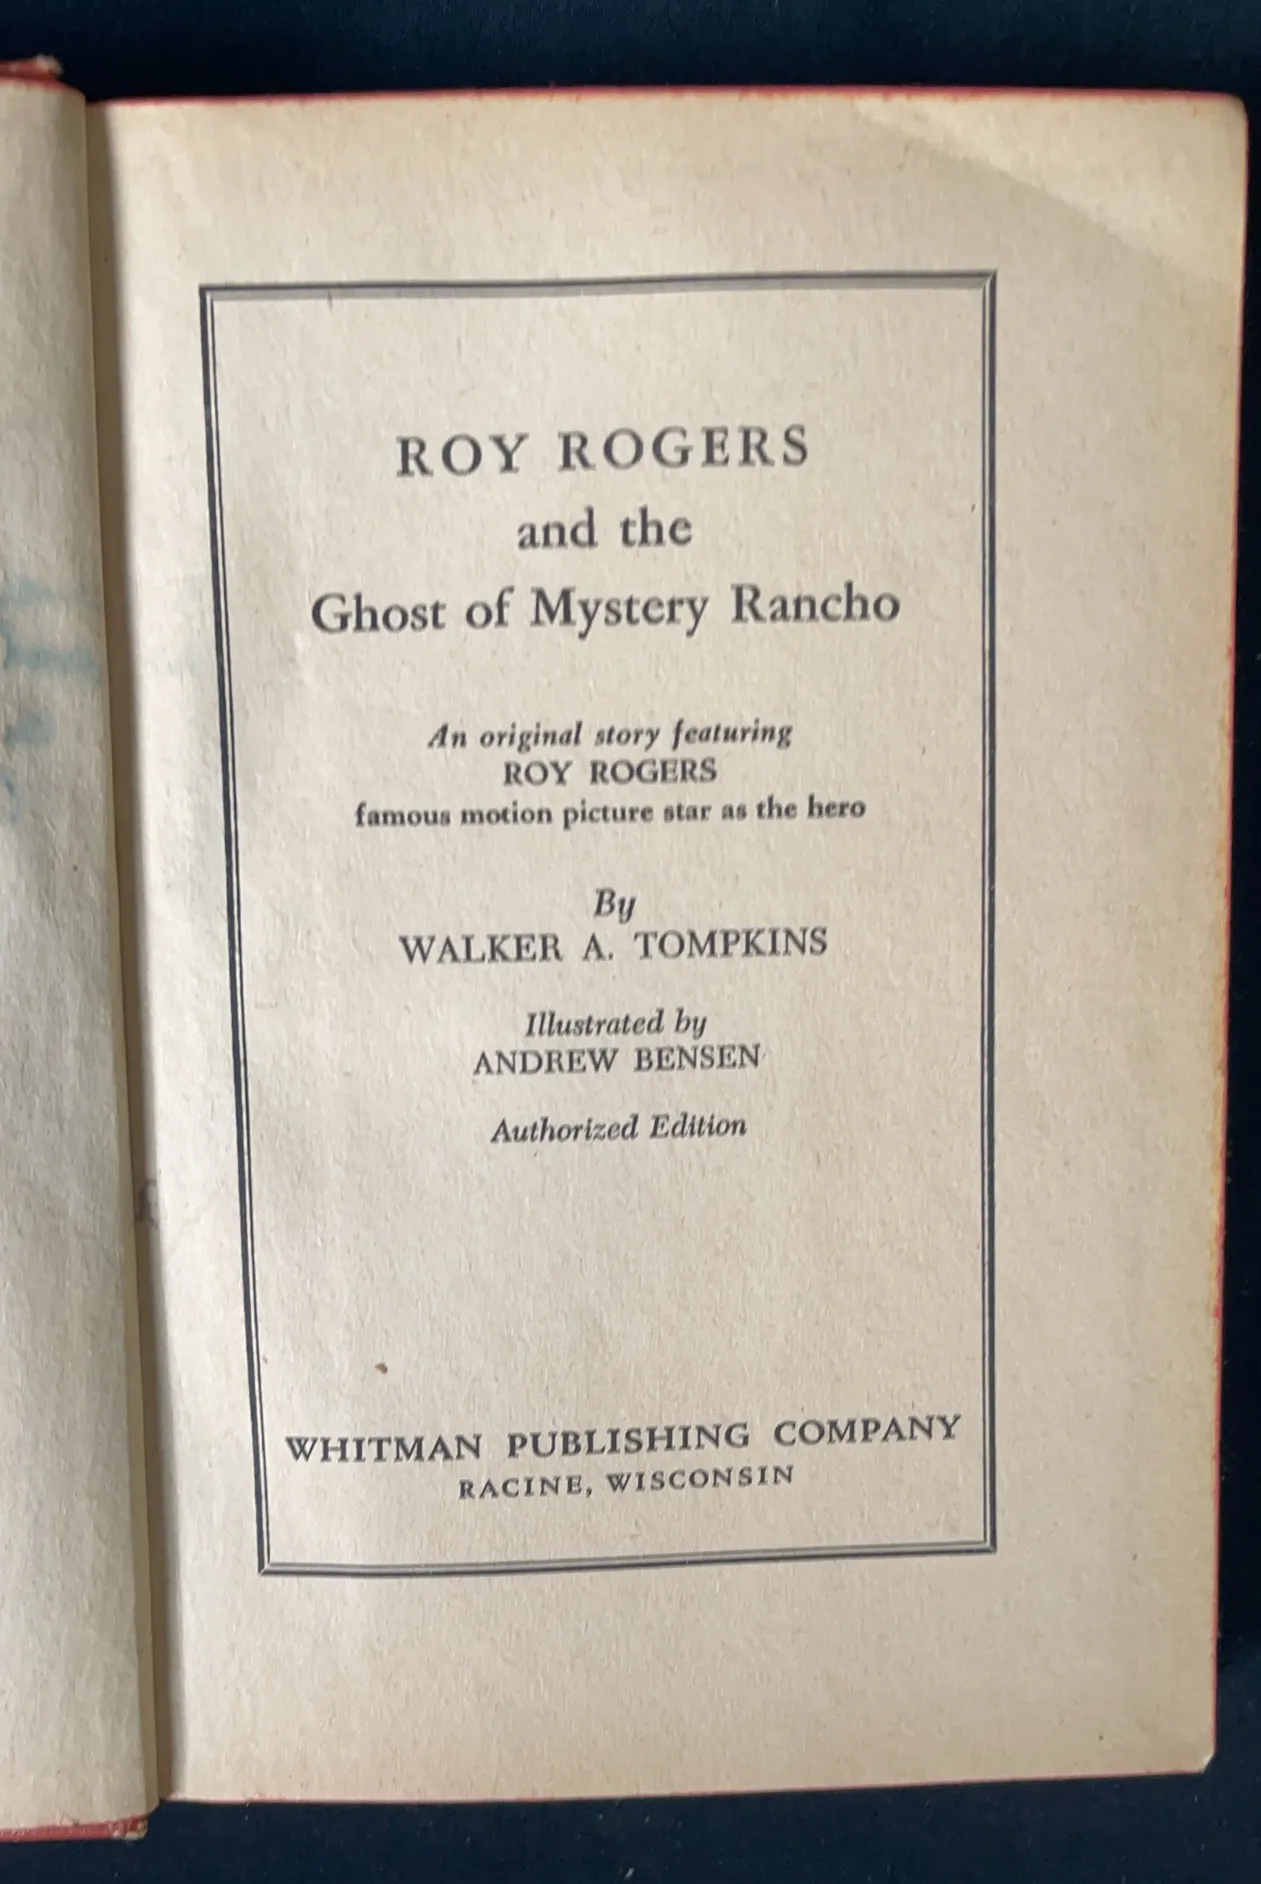 ROY ROGERS
and the
Ghost of Mystery Rancho
An original story featuring
ROY ROGERS
famous motion picture star as the hero
By
WALKER A. TOMPKINS
Illustrated by
ANDREW BENSEN
Authorized Edition
WHITMAN PUBLISHING COMPANY
RACINE, WISCONSIN